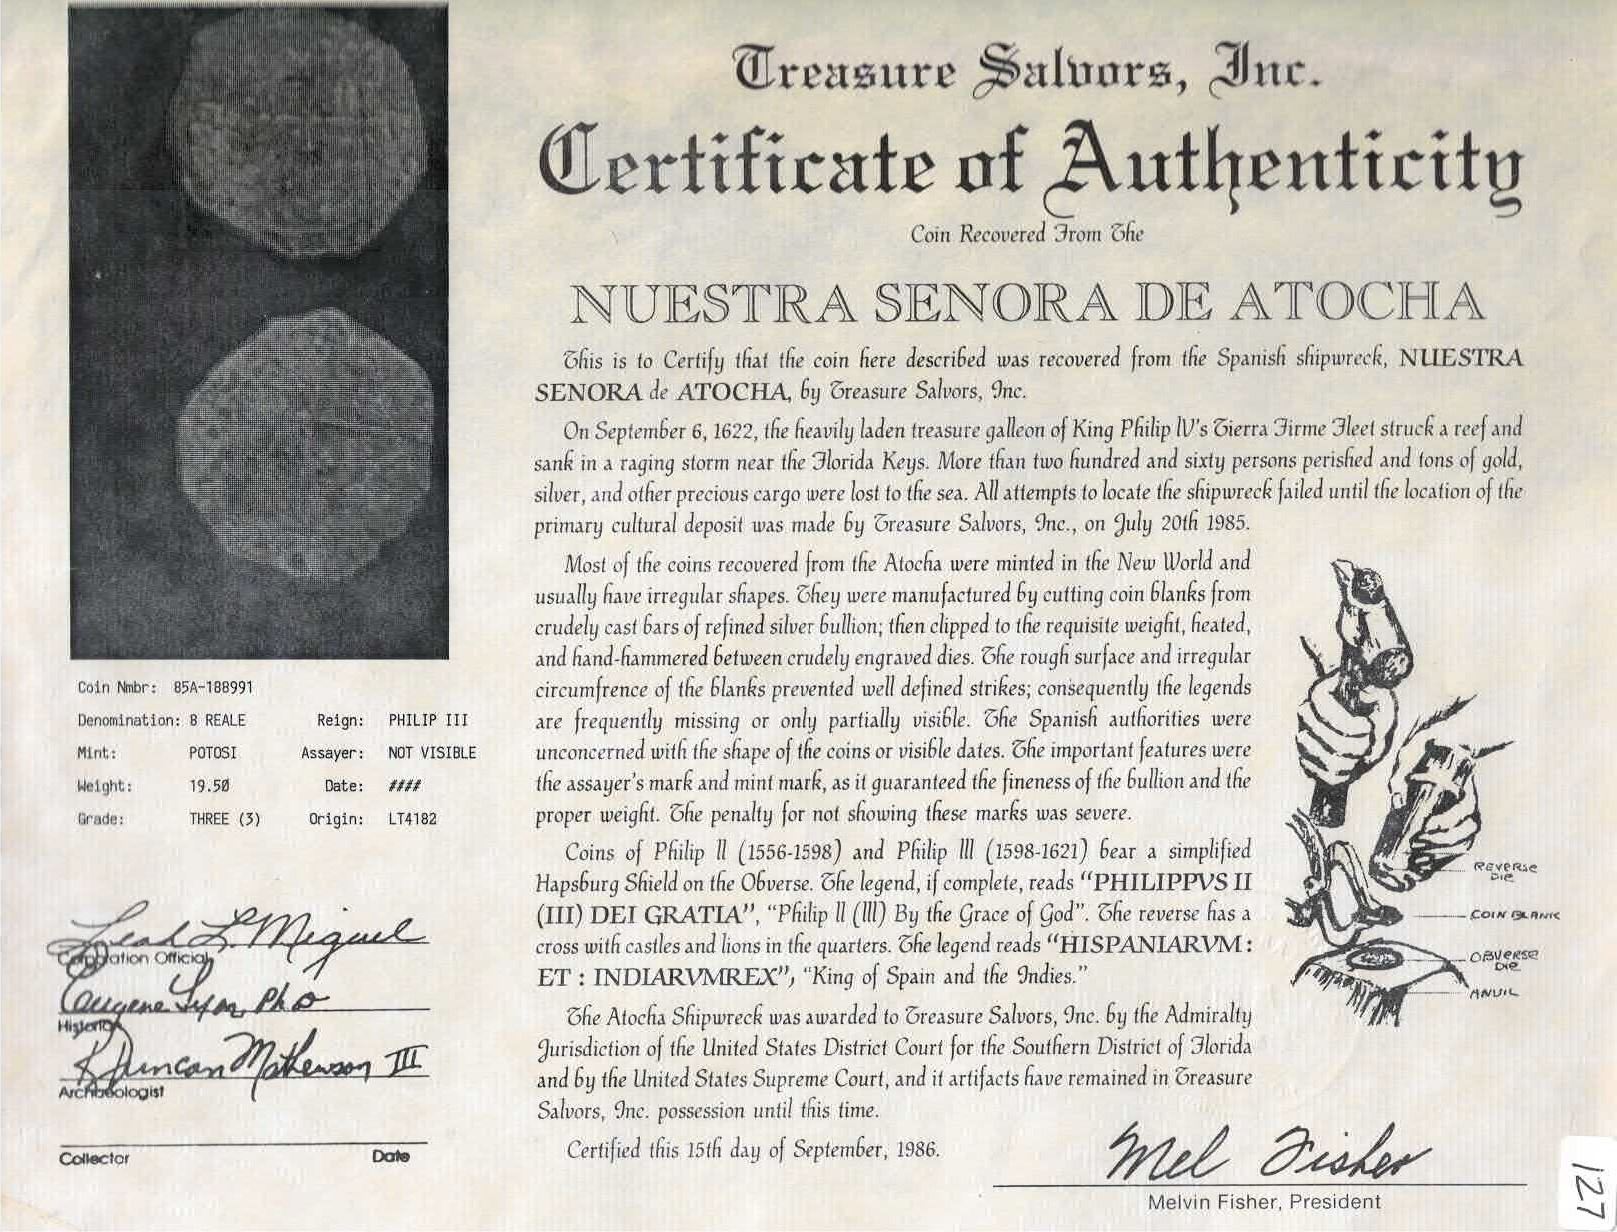 Treasure Salvors, Inc.
Certificate of Authenticity
Coin Recovered From The
NUESTRA SENORA DE ATOCHA
This is to Certify that the coin here described was recovered from the Spanish shipwreck, NUESTRA
SENORA de ATOCHA, by Treasure Salvors, Inc.
On September 6, 1622, the heavily laden treasure galleon of King Philip IV's Tierra Firme Fleet struck a reef and
sank in a raging storm near the Florida Keys. More than two hundred and sixty persons perished and tons of gold,
silver, and other precious cargo were lost to the sea. All attempts to locate the shipwreck failed until the location of the
primary cultural deposit was made by Treasure Salvors, Inc., on July 20th 1985.
Most of the coins recovered from the Atocha were minted in the New World and
usually have irregular shapes. They were manufactured by cutting coin blanks from
crudely cast bars of refined silver bullion; then clipped to the requisite weight, heated,
and hand-hammered between crudely engraved dies. The rough surface and irregular
circumfrence of the blanks prevented well defined strikes; consequently the legends
are frequently missing or only partially visible. The Spanish authorities were
unconcerned with the shape of the coins or visible dates. The important features were
the assayer's mark and mint mark, as it guaranteed the fineness of the bullion and the
proper weight. The penalty for not showing these marks was severe.
Coins of Philip II (1556-1598) and Philip III (1598-1621) bear a simplified
Hapsburg Shield on the Obverse. The legend, if complete, reads "PHILIPPVS II
(III) DEI GRATIA", "Philip II (III) By the Grace of God". The reverse has a
cross with castles and lions in the quarters. The legend reads "HISPANIARVM :
ET : INDIARVMREX", "King of Spain and the Indies."
The Atocha Shipwreck was awarded to Treasure Salvors, Inc. by the Admiralty
Jurisdiction of the United States District Court for the Southern District of Florida
and by the United States Supreme Court, and it artifacts have remained in Treasure
Salvors, Inc. possession until this time.
Certified this 15th day of September, 1986.
Mel Fisher
Melvin Fisher, President
REVERSE
DIE
COIN BLANK
OBVERSE
DIE
ANVIL
Coin Nmbr: 85A-188991
Denomination: 8 REALE Reign: PHILIP III
Mint: POTOSI Assayer: NOT VISIBLE
Weight: 19.50 Date: ####
Grade: THREE (3) Origin: LT4182
Leah L. Miguel
Corporation Official
Eugene Lyon, PhD
Historian
R Duncan Mathewson III
Archaeologist
Collector Date
127